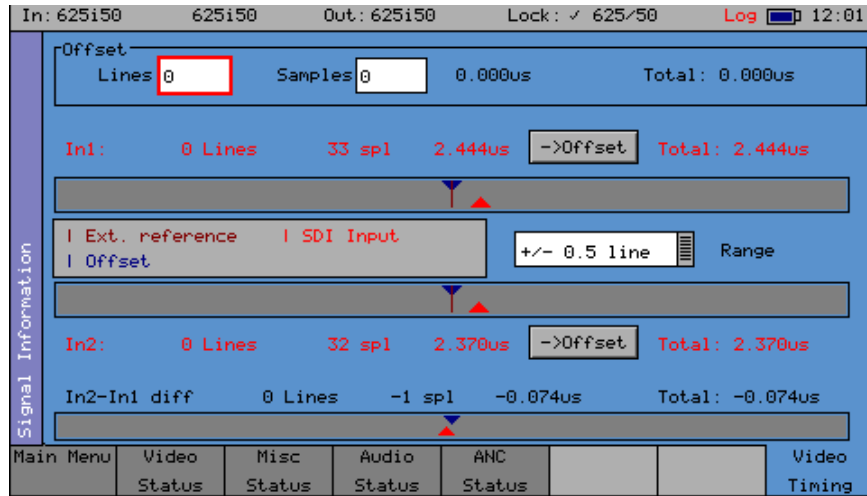 In:625i50 625i50 Out:625i50 Lock: ✓ 625/50 Log 12:01
Offset
Lines 0 Samples 0 0.000us Total: 0.000us
In1: 0 Lines 33 spl 2.444us ->Offset Total: 2.444us
| Ext. reference | SDI Input
| Offset
+/- 0.5 line Range
In2: 0 Lines 32 spl 2.370us ->Offset Total: 2.370us
In2-In1 diff 0 Lines -1 spl -0.074us Total: -0.074us
Signal Information
Main Menu Video Status Misc Status Audio Status ANC Status Video Timing